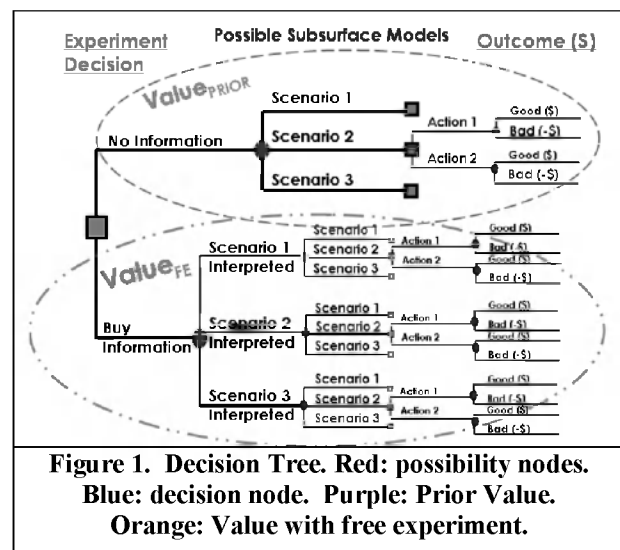 Possible Subsurface Models
Experiment
Decision
Outcome ($)
Value PRIOR
No Information
Scenario 1
Scenario 2
Scenario 3
Action 1
Action 2
Good ($)
Bad (-$)
Good ($)
Bad (-$)
Value FE
Buy
Information
Scenario 1
Interpreted
Scenario 1
Scenario 2
Scenario 3
Action 1
Action 2
Good ($)
Bad (-$)
Good ($)
Bad (-$)
Scenario 2
Interpreted
Scenario 1
Scenario 2
Scenario 3
Action 1
Action 2
Good ($)
Bad (-$)
Good ($)
Bad (-$)
Scenario 3
Interpreted
Scenario 1
Scenario 2
Scenario 3
Action 1
Action 2
Good ($)
Bad (-$)
Good ($)
Bad (-$)
Figure 1. Decision Tree. Red: possibility nodes.
Blue: decision node. Purple: Prior Value.
Orange: Value with free experiment.